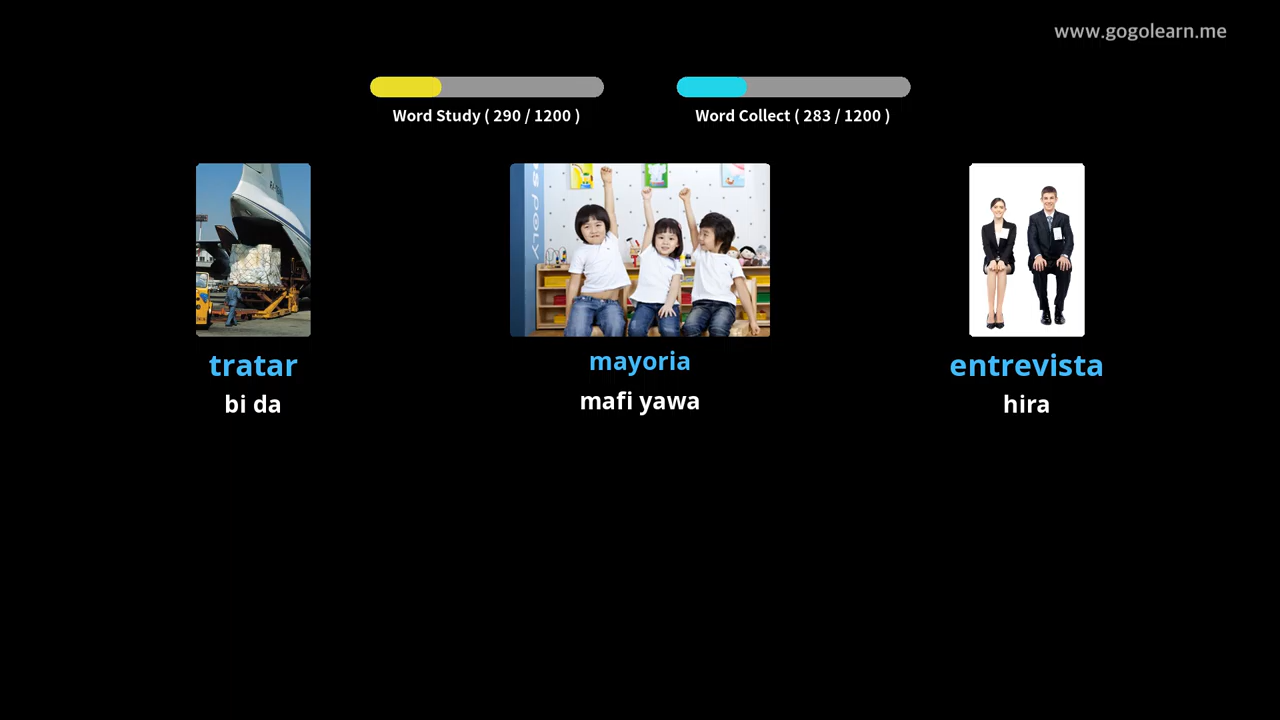 www.gogolearn.me
Word Study ( 290 / 1200 )
Word Collect ( 283 / 1200 )
tratar
bi da
mayoria
mafi yawa
entrevista
hira